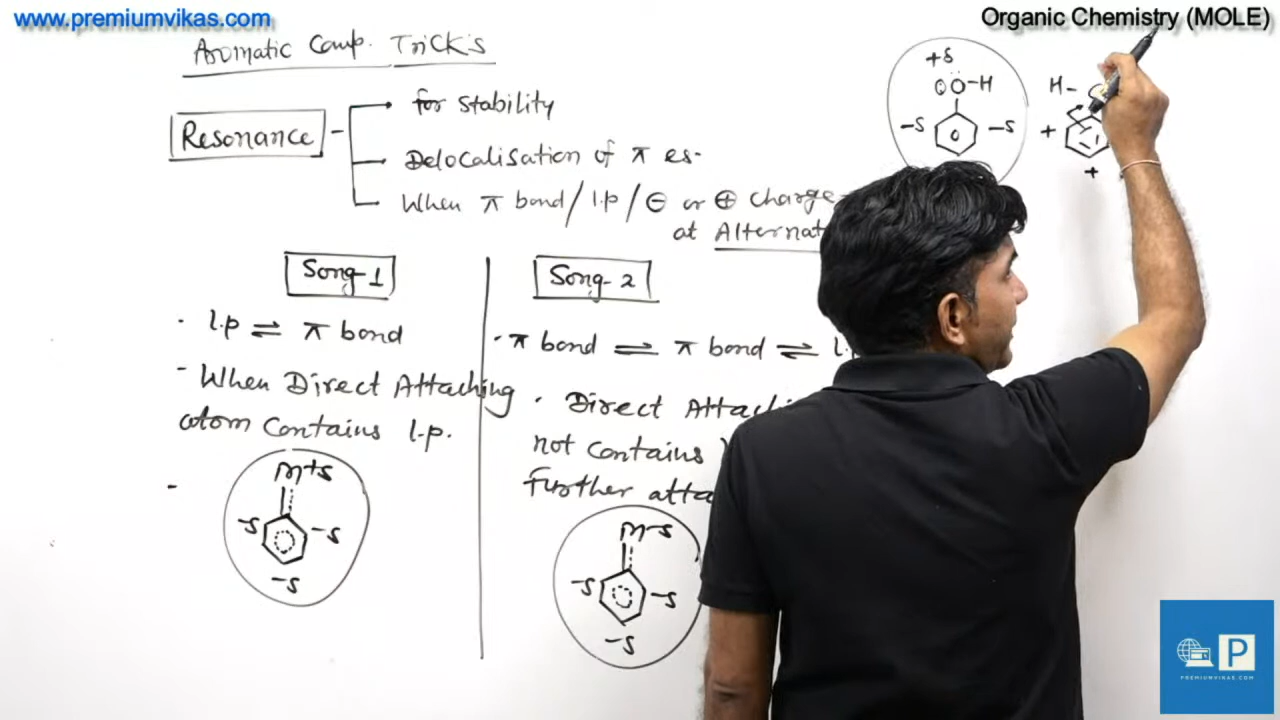 www.premiumvikas.com
Organic Chemistry (MOLE)
Aromatic Comp. Trick's
Resonance
for stability
Delocalisation of π es-
When π bond/l.p/⊖ or ⊕ charge
at Alternat
+δ
Ö-H
-δ
-δ
H-
+
+
Song-1
l.p ⇌ π bond
- When Direct Attaching
atom contains l.p.
M+δ
-δ
-δ
-δ
Song-2
· π bond ⇌ π bond ⇌ l.
· Direct Attachi
not contains
Further atta
M-δ
-δ
-δ
-δ
P
PREMIUMVIKAS.COM